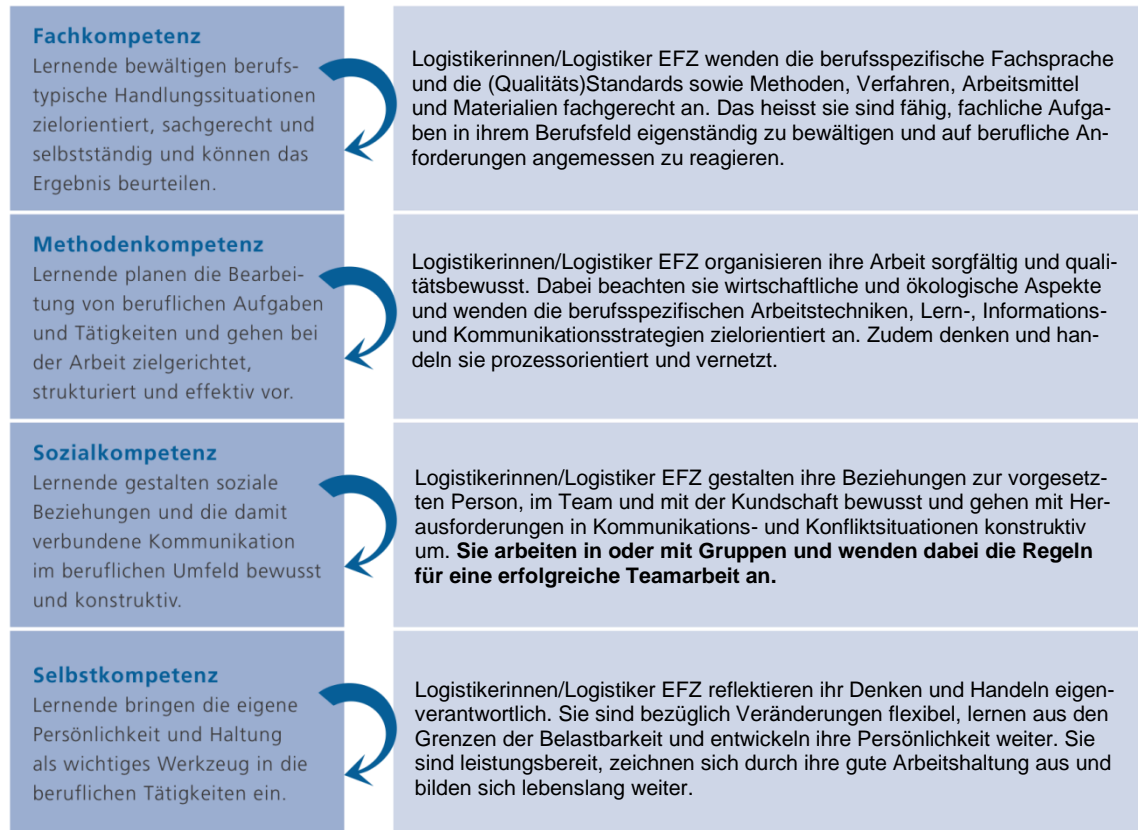 Fachkompetenz
Lernende bewältigen berufs-
typische Handlungssituationen
zielorientiert, sachgerecht und
selbstständig und können das
Ergebnis beurteilen.
Logistikerinnen/Logistiker EFZ wenden die berufsspezifische Fachsprache
und die (Qualitäts)Standards sowie Methoden, Verfahren, Arbeitsmittel
und Materialien fachgerecht an. Das heisst sie sind fähig, fachliche Aufga-
ben in ihrem Berufsfeld eigenständig zu bewältigen und auf berufliche An-
forderungen angemessen zu reagieren.
Methodenkompetenz
Lernende planen die Bearbei-
tung von beruflichen Aufgaben
und Tätigkeiten und gehen bei
der Arbeit zielgerichtet,
strukturiert und effektiv vor.
Logistikerinnen/Logistiker EFZ organisieren ihre Arbeit sorgfältig und quali-
tätsbewusst. Dabei beachten sie wirtschaftliche und ökologische Aspekte
und wenden die berufsspezifischen Arbeitstechniken, Lern-, Informations-
und Kommunikationsstrategien zielorientiert an. Zudem denken und han-
deln sie prozessorientiert und vernetzt.
Sozialkompetenz
Lernende gestalten soziale
Beziehungen und die damit
verbundene Kommunikation
im beruflichen Umfeld bewusst
und konstruktiv.
Logistikerinnen/Logistiker EFZ gestalten ihre Beziehungen zur vorgesetz-
ten Person, im Team und mit der Kundschaft bewusst und gehen mit Her-
ausforderungen in Kommunikations- und Konfliktsituationen konstruktiv
um. Sie arbeiten in oder mit Gruppen und wenden dabei die Regeln
für eine erfolgreiche Teamarbeit an.
Selbstkompetenz
Lernende bringen die eigene
Persönlichkeit und Haltung
als wichtiges Werkzeug in die
beruflichen Tätigkeiten ein.
Logistikerinnen/Logistiker EFZ reflektieren ihr Denken und Handeln eigen-
verantwortlich. Sie sind bezüglich Veränderungen flexibel, lernen aus den
Grenzen der Belastbarkeit und entwickeln ihre Persönlichkeit weiter. Sie
sind leistungsbereit, zeichnen sich durch ihre gute Arbeitshaltung aus und
bilden sich lebenslang weiter.